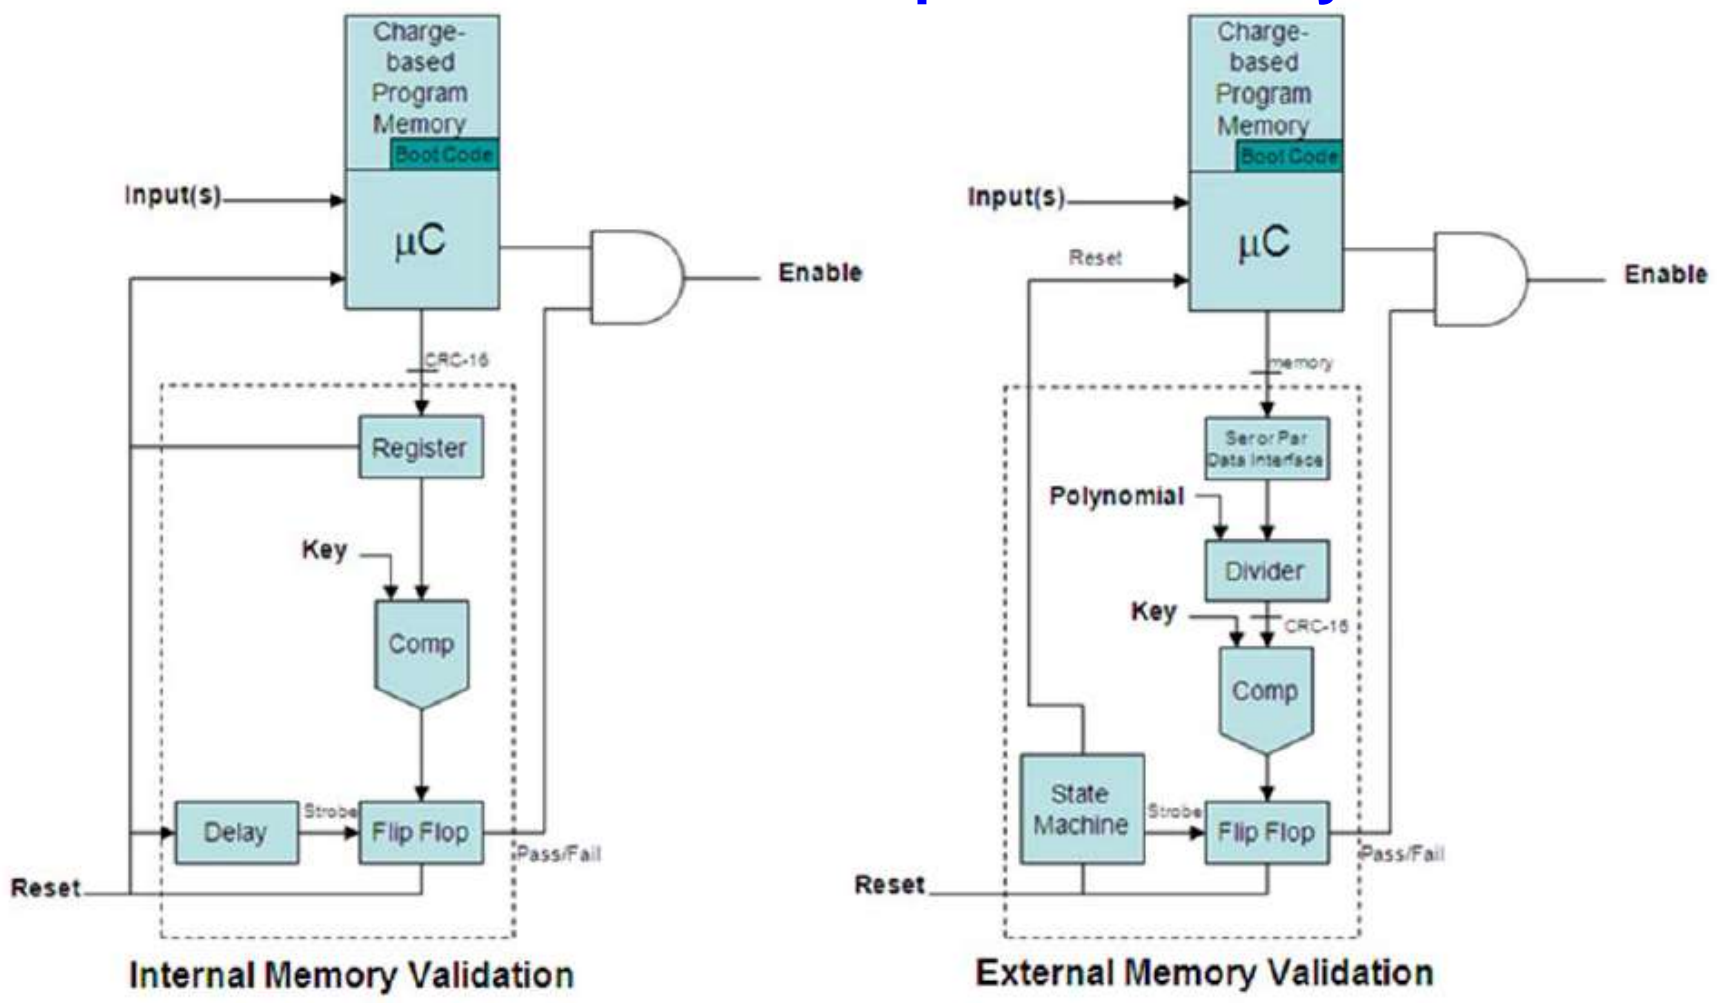 Charge-
based
Program
Memory
Boot Code
Input(s)
μC
Enable
CRC-16
Register
Key
Comp
Delay
Strobe
Flip Flop
Pass/Fail
Reset
Internal Memory Validation
Charge-
based
Program
Memory
Boot Code
Input(s)
Reset
μC
Enable
memory
Ser or Par
Data Interface
Polynomial
Divider
Key
CRC-16
Comp
State
Machine
Strobe
Flip Flop
Pass/Fail
Reset
External Memory Validation